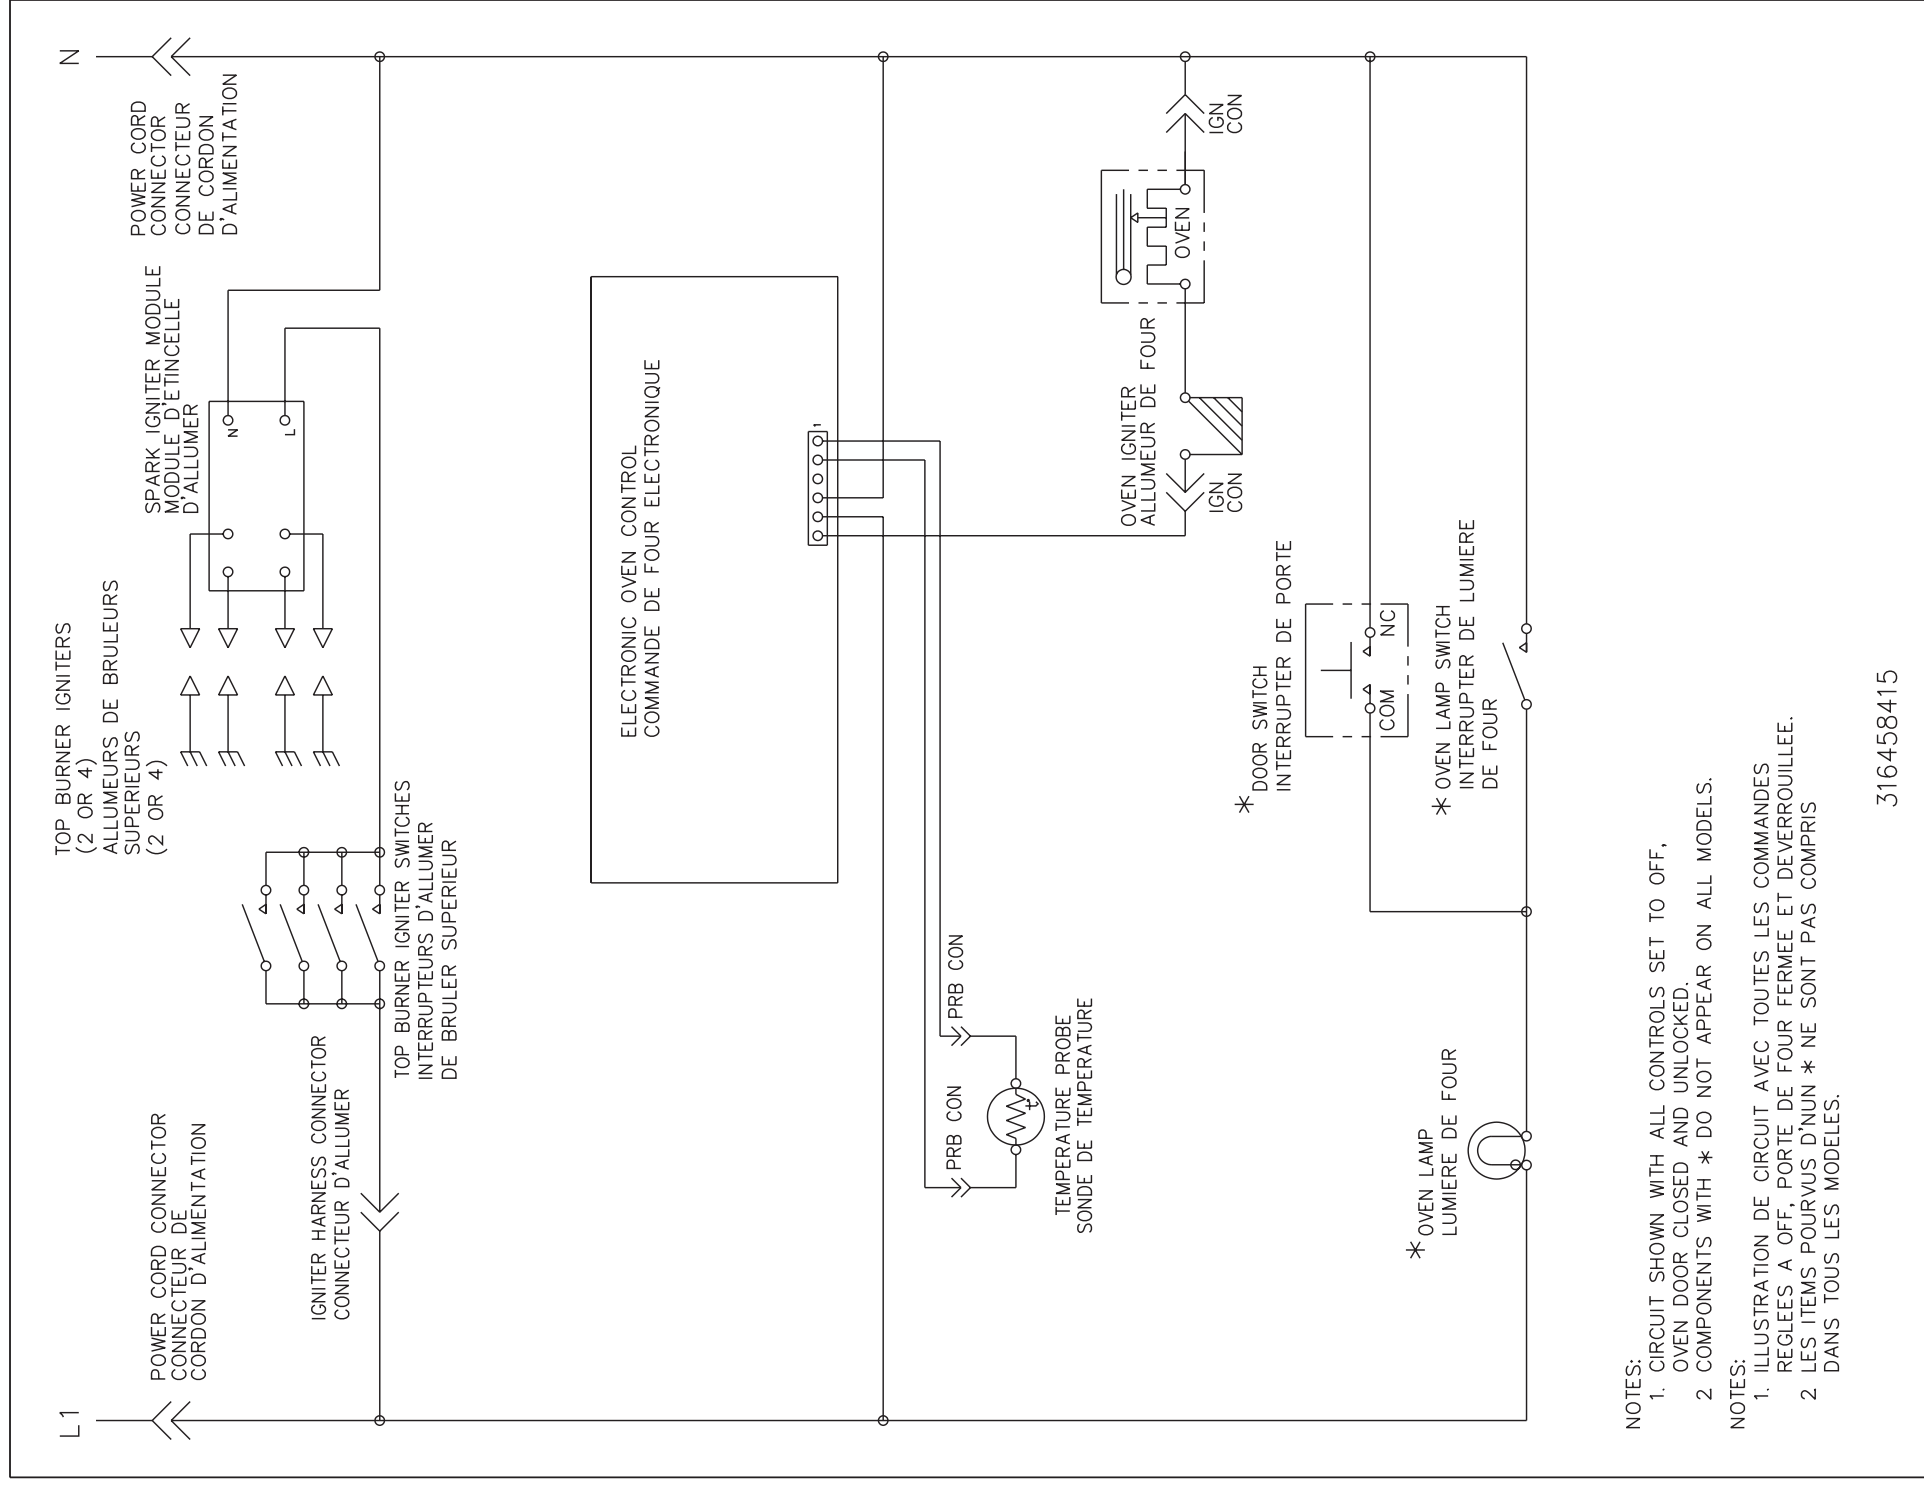 L1
N
POWER CORD CONNECTOR
CONNECTEUR DE
CORDON D'ALIMENTATION
IGNITER HARNESS CONNECTOR
CONNECTEUR D'ALLUMER
TOP BURNER IGNITERS
(2 OR 4)
ALLUMEURS DE BRULEURS
SUPERIEURS
(2 OR 4)
SPARK IGNITER MODULE
MODULE D'ETINCELLE
D'ALLUMER
N
L
POWER CORD
CONNECTOR
CONNECTEUR
DE CORDON
D'ALIMENTATION
TOP BURNER IGNITER SWITCHES
INTERRUPTEURS D'ALLUMER
DE BRULER SUPERIEUR
ELECTRONIC OVEN CONTROL
COMMANDE DE FOUR ELECTRONIQUE
1
PRB CON
PRB CON
TEMPERATURE PROBE
SONDE DE TEMPERATURE
t°
OVEN IGNITER
ALLUMEUR DE FOUR
IGN
CON
OVEN
IGN
CON
* DOOR SWITCH
INTERRUPTER DE PORTE
COM
NC
* OVEN LAMP SWITCH
INTERRUPTER DE LUMIERE
DE FOUR
* OVEN LAMP
LUMIERE DE FOUR
NOTES:
1. CIRCUIT SHOWN WITH ALL CONTROLS SET TO OFF,
OVEN DOOR CLOSED AND UNLOCKED.
2 COMPONENTS WITH * DO NOT APPEAR ON ALL MODELS.
NOTES:
1. ILLUSTRATION DE CIRCUIT AVEC TOUTES LES COMMANDES
REGLEES A OFF, PORTE DE FOUR FERMEE ET DEVERROUILLEE.
2 LES ITEMS POURVUS D'NUN * NE SONT PAS COMPRIS
DANS TOUS LES MODELES.
316458415